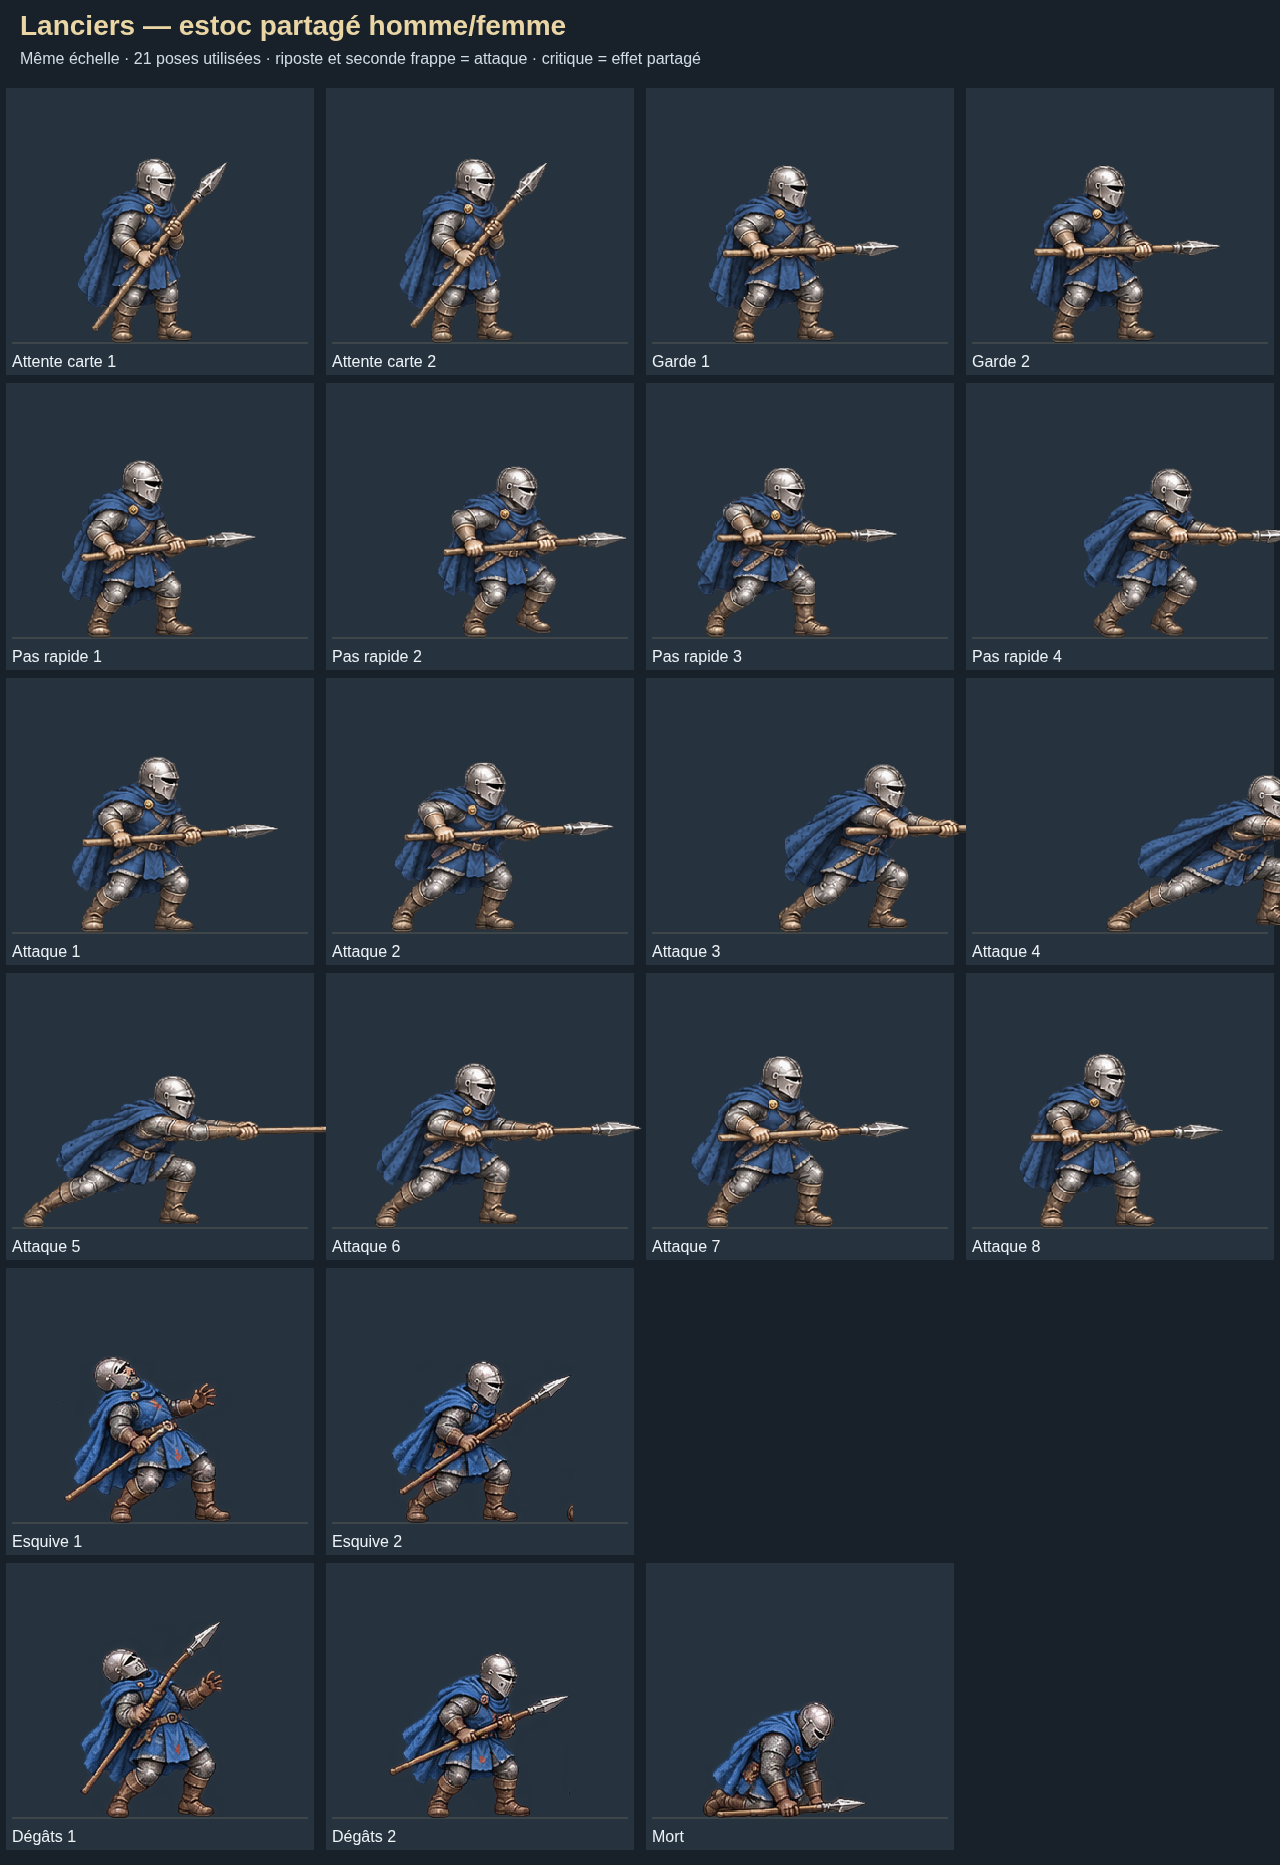 Lanciers — estoc partagé homme/femme
Même échelle · 21 poses utilisées · riposte et seconde frappe = attaque · critique = effet partagé
Attente carte 1
Attente carte 2
Garde 1
Garde 2
Pas rapide 1
Pas rapide 2
Pas rapide 3
Pas rapide 4
Attaque 1
Attaque 2
Attaque 3
Attaque 4
Attaque 5
Attaque 6
Attaque 7
Attaque 8
Esquive 1
Esquive 2
Dégâts 1
Dégâts 2
Mort